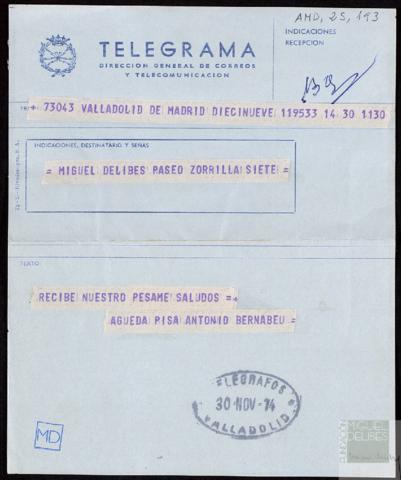 AMD, 25, 193
TELEGRAMA
DIRECCION GENERAL DE CORREOS
Y TELECOMUNICACION
INDICACIONES
RECEPCION
+ 73043 VALLADOLID DE MADRID DIECINUEVE 119533 14 30 1130
INDICACIONES, DESTINATARIO Y SEÑAS
= MIGUEL DELIBES PASEO ZORRILLA SIETE =
TEXTO:
RECIBE NUESTRO PESAME SALUDOS =+
AGUEDA PISA ANTONIO BERNABEU =
TELEGRAFOS
30 NOV-74
VALLADOLID
MD
FUNDACIÓN
MIGUEL
DELIBES